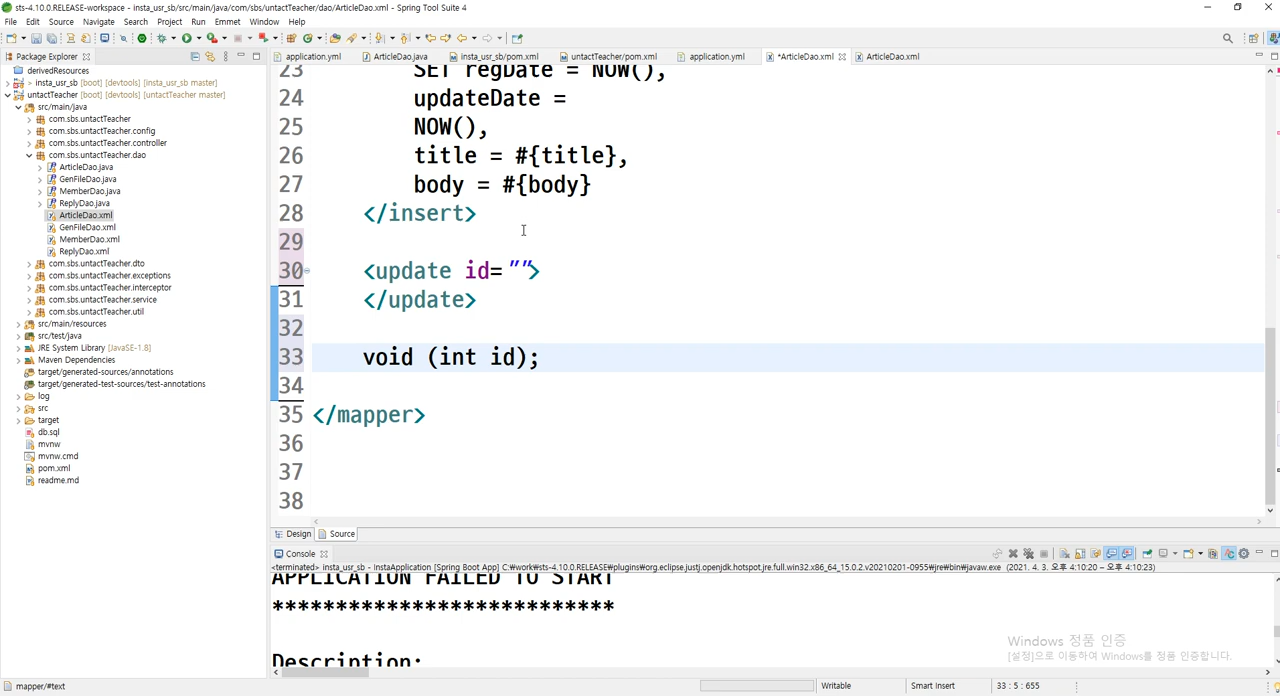 sts-4.10.0.RELEASE-workspace - insta_usr_sb/src/main/java/com/sbs/untactTeacher/dao/ArticleDao.xml - Spring Tool Suite 4
File Edit Source Navigate Search Project Run Emmet Window Help
Package Explorer
application.yml ArticleDao.java insta_usr_sb/pom.xml untactTeacher/pom.xml application.yml *ArticleDao.xml ArticleDao.xml
derivedResources
> insta_usr_sb [boot] [devtools] [insta_usr_sb master]
untactTeacher [boot] [devtools] [untactTeacher master]
src/main/java
com.sbs.untactTeacher
com.sbs.untactTeacher.config
com.sbs.untactTeacher.controller
com.sbs.untactTeacher.dao
ArticleDao.java
GenFileDao.java
MemberDao.java
ReplyDao.java
ArticleDao.xml
GenFileDao.xml
MemberDao.xml
ReplyDao.xml
com.sbs.untactTeacher.dto
com.sbs.untactTeacher.exceptions
com.sbs.untactTeacher.interceptor
com.sbs.untactTeacher.service
com.sbs.untactTeacher.util
src/main/resources
src/test/java
JRE System Library [JavaSE-1.8]
Maven Dependencies
target/generated-sources/annotations
target/generated-test-sources/test-annotations
log
src
target
db.sql
mvnw
mvnw.cmd
pom.xml
readme.md
23 SET regDate = NOW(),
24 updateDate =
25 NOW(),
26 title = #{title},
27 body = #{body}
28 </insert>
29
30 <update id="">
31 </update>
32
33 void (int id);
34
35 </mapper>
36
37
38
Design Source
Console
<terminated> insta_usr_sb - InstaApplication [Spring Boot App] C:\work\sts-4.10.0.RELEASE\plugins\org.eclipse.justj.openjdk.hotspot.jre.full.win32.x86_64_15.0.2.v20210201-0955\jre\bin\javaw.exe (2021. 4. 3. 오후 4:10:20 – 오후 4:10:23)
APPLICATION FAILED TO START
***************************
Description:
Windows 정품 인증
[설정]으로 이동하여 Windows를 정품 인증합니다.
mapper/#text
Writable
Smart Insert
33 : 5 : 655